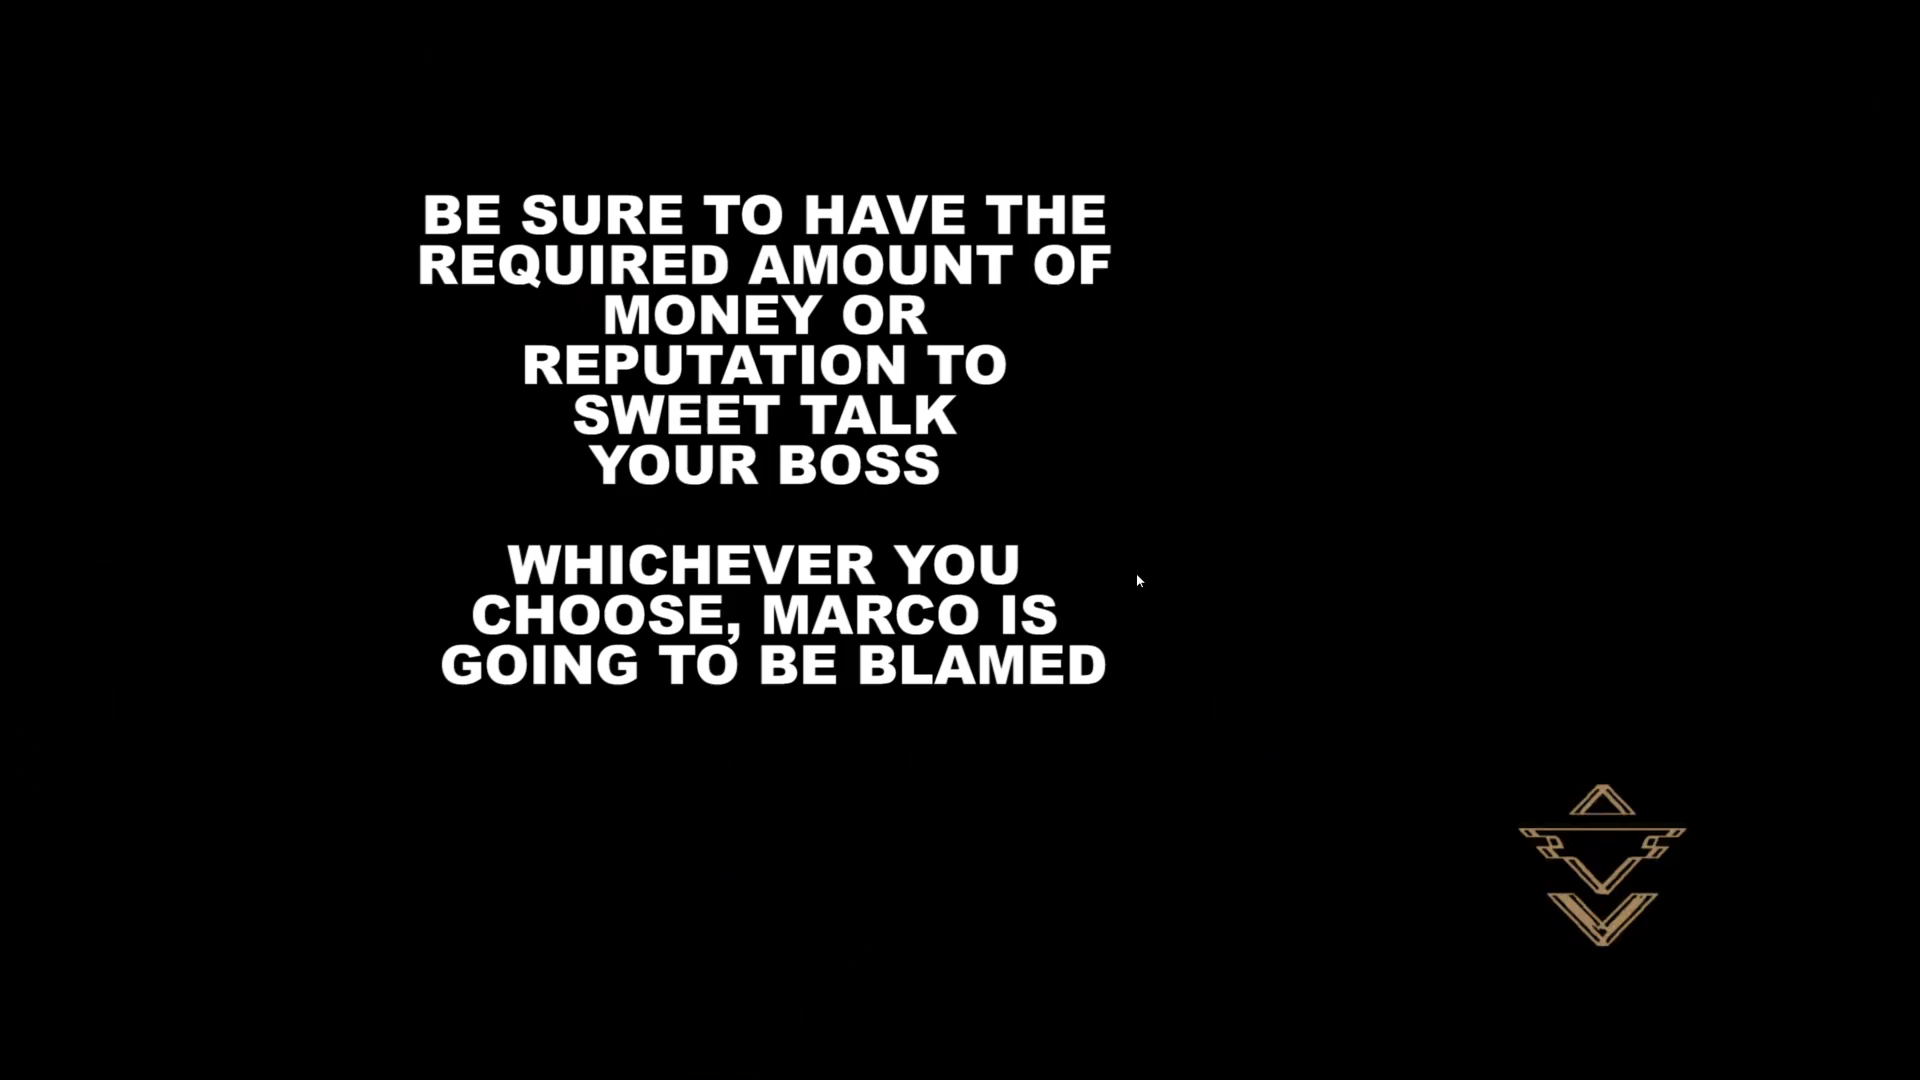 BE SURE TO HAVE THE
REQUIRED AMOUNT OF
MONEY OR
REPUTATION TO
SWEET TALK
YOUR BOSS
WHICHEVER YOU
CHOOSE, MARCO IS
GOING TO BE BLAMED